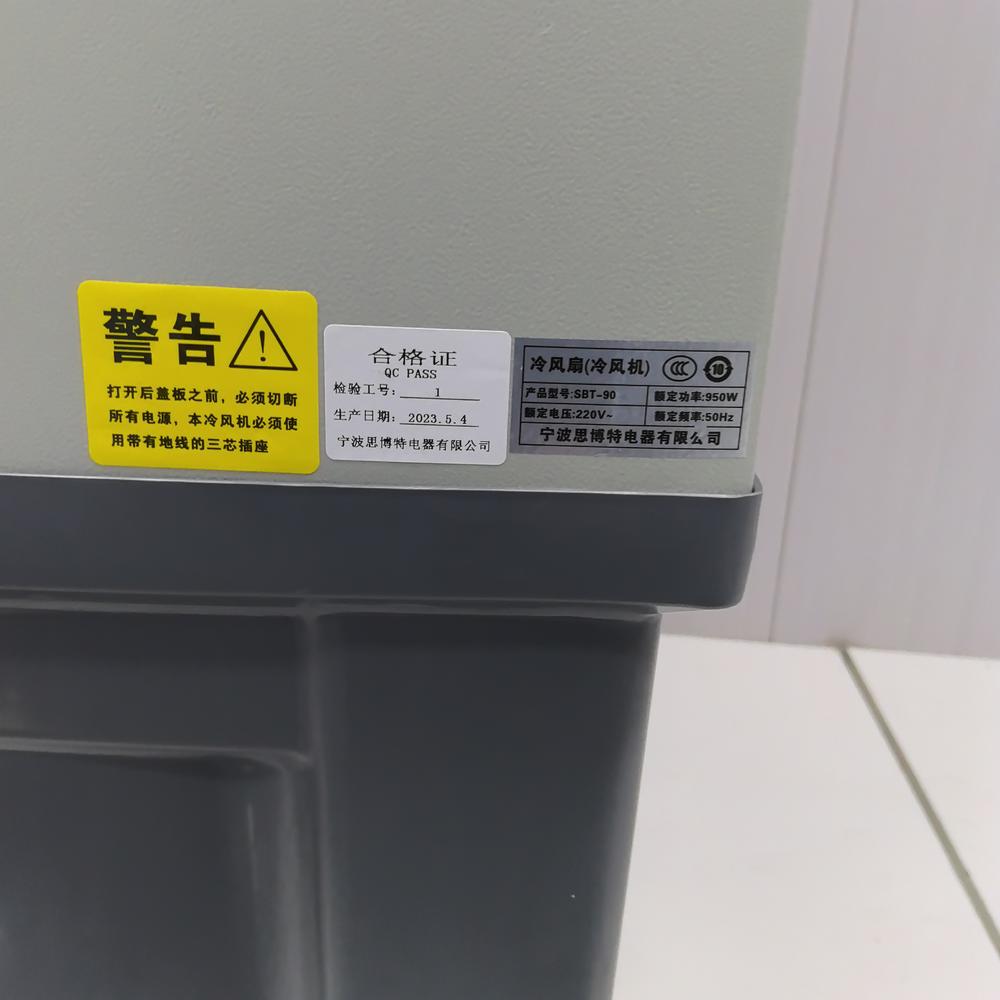 警告
打开后盖板之前，必须切断
所有电源，本冷风机必须使
用带有地线的三芯插座
合格证
QC PASS
检验工号： 1
生产日期： 2023.5.4
宁波思博特电器有限公司
冷风扇(冷风机) CCC 10
产品型号:SBT-90 额定功率:950W
额定电压:220V~ 额定频率:50Hz
宁波思博特电器有限公司